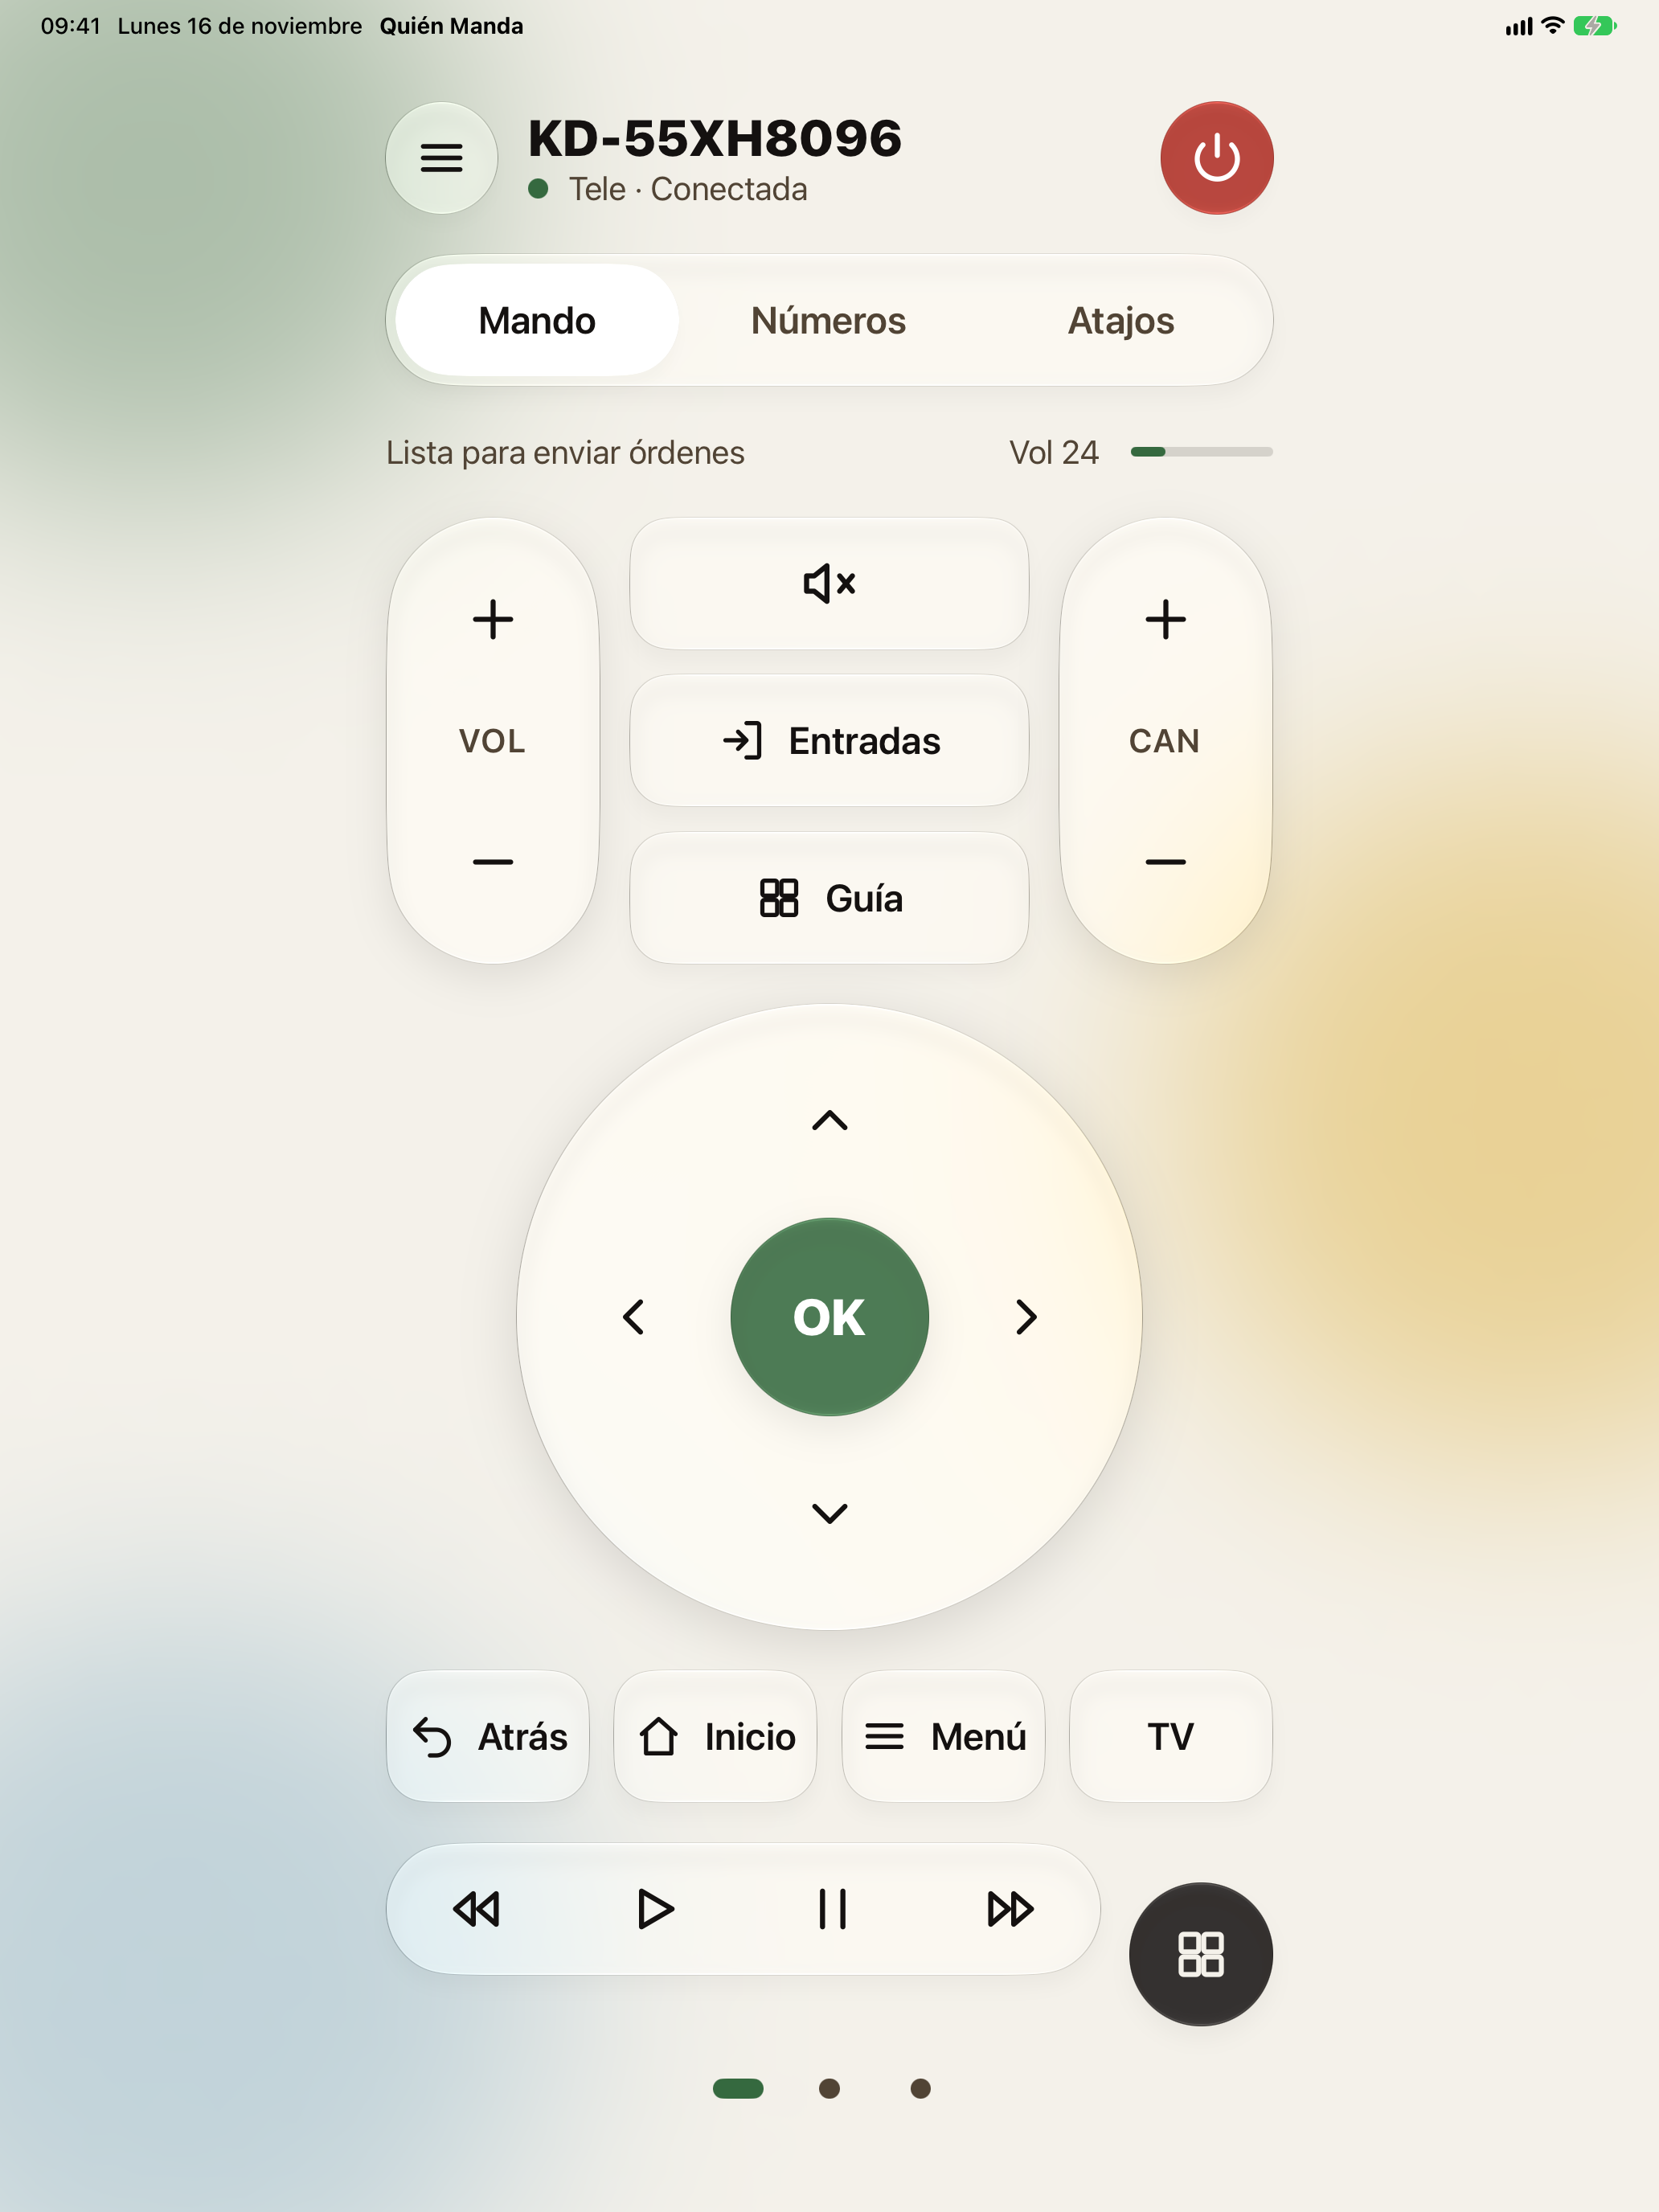 09:41 Lunes 16 de noviembre Quién Manda
KD-55XH8096
Tele · Conectada
Mando Números Atajos
Lista para enviar órdenes Vol 24
VOL Entradas CAN
Guía
OK
Atrás Inicio Menú TV